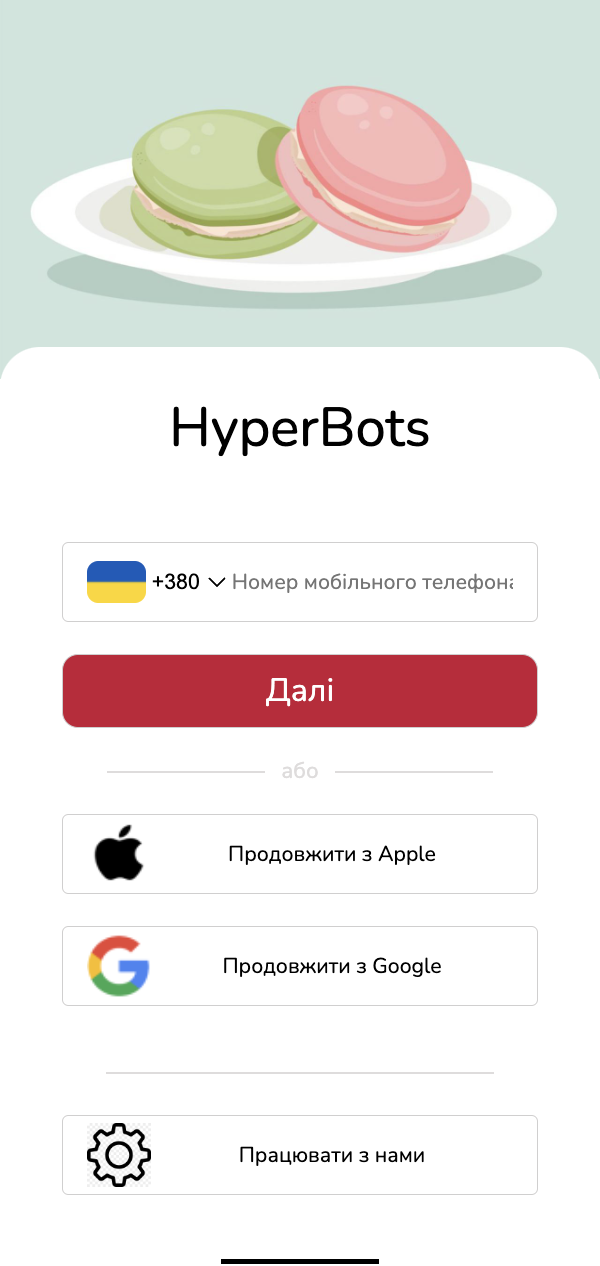 HyperBots
+380 Номер мобільного телефона
Далі
або
Продовжити з Apple
Продовжити з Google
Працювати з нами